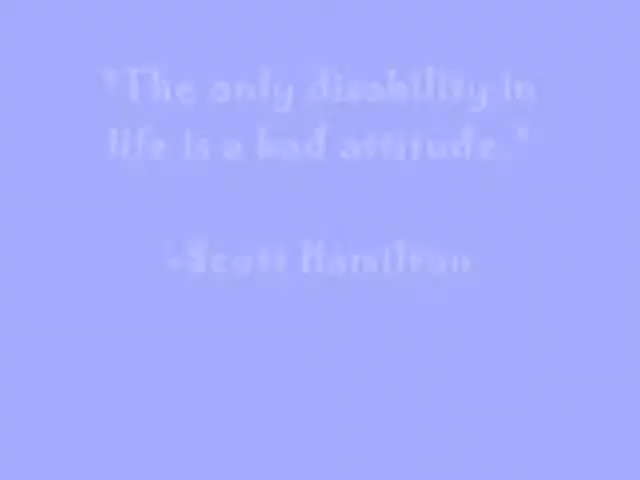 "The only disability in
life is a bad attitude."
-Scott Hamilton